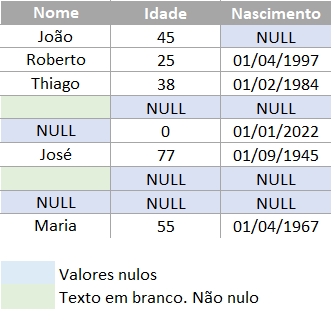 Nome Idade Nascimento
João 45 NULL
Roberto 25 01/04/1997
Thiago 38 01/02/1984
NULL NULL
NULL 0 01/01/2022
José 77 01/09/1945
NULL NULL
NULL NULL NULL
Maria 55 01/04/1967
Valores nulos
Texto em branco. Não nulo